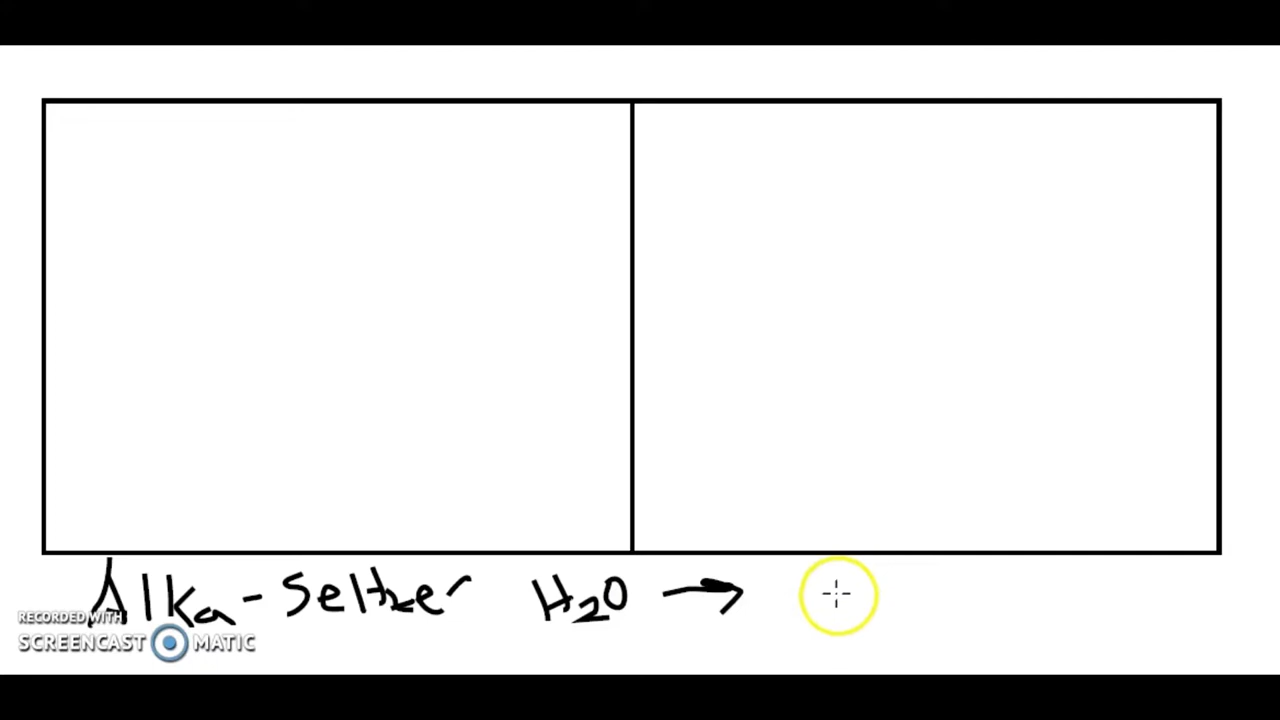 Alka-Seltzer H₂O →
RECORDED WITH
SCREENCAST MATIC